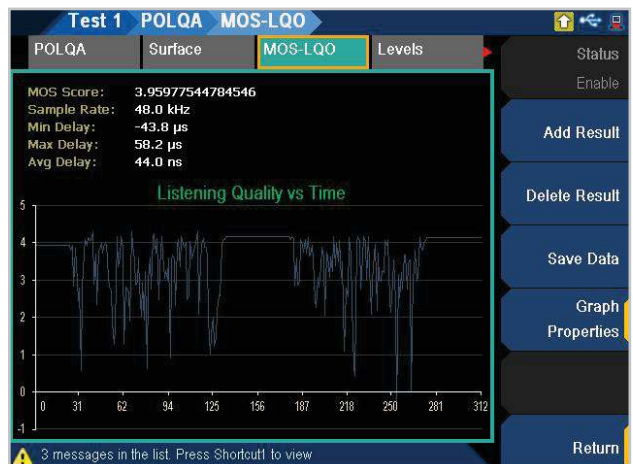 Test 1 POLQA MOS-LQO
POLQA Surface MOS-LQO Levels
Status
Enable
MOS Score: 3.95977544784546
Sample Rate: 48.0 kHz
Min Delay: -43.8 µs
Max Delay: 58.2 µs
Avg Delay: 44.0 ns
Add Result
Delete Result
Save Data
Graph
Properties
Return
Listening Quality vs Time
5
4
3
2
1
0
-1
0 31 62 94 125 156 187 218 250 281 312
3 messages in the list. Press Shortcut1 to view